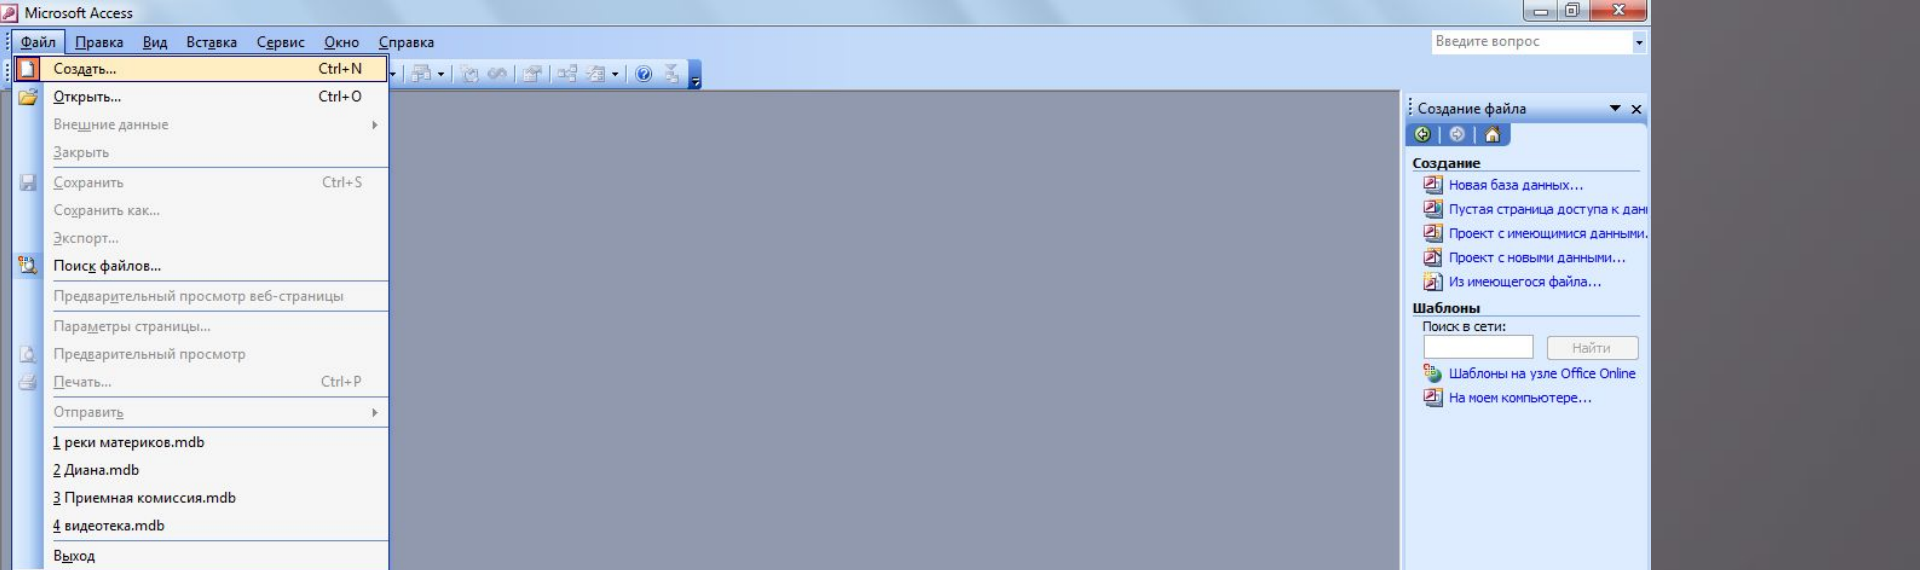 Microsoft Access
Файл Правка Вид Вставка Сервис Окно Справка
Введите вопрос
Создать... Ctrl+N
Открыть... Ctrl+O
Внешние данные
Закрыть
Сохранить Ctrl+S
Сохранить как...
Экспорт...
Поиск файлов...
Предварительный просмотр веб-страницы
Параметры страницы...
Предварительный просмотр
Печать... Ctrl+P
Отправить
1 реки материков.mdb
2 Диана.mdb
3 Приемная комиссия.mdb
4 видеотека.mdb
Выход
Создание файла
Создание
Новая база данных...
Пустая страница доступа к данн
Проект с имеющимися данными.
Проект с новыми данными...
Из имеющегося файла...
Шаблоны
Поиск в сети:
Найти
Шаблоны на узле Office Online
На моем компьютере...